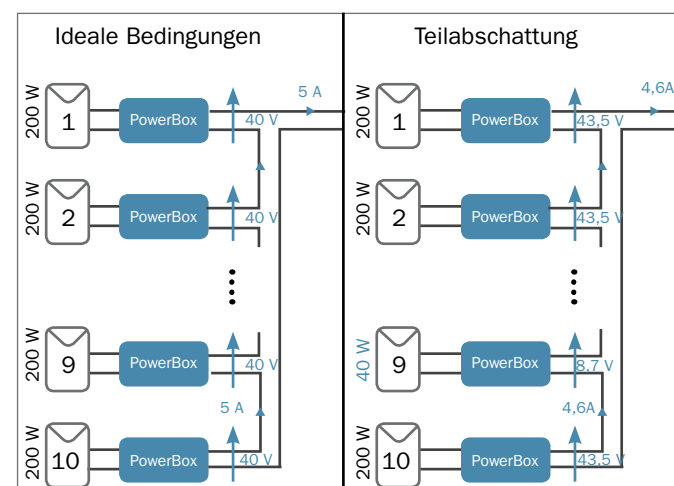 Ideale Bedingungen
5 A
200 W
1
PowerBox
40 V
200 W
2
PowerBox
40 V
200 W
9
PowerBox
40 V
5 A
200 W
10
PowerBox
40 V
Teilabschattung
4,6A
200 W
1
PowerBox
43,5 V
200 W
2
PowerBox
43,5 V
40 W
9
PowerBox
8,7 V
4,6A
200 W
10
PowerBox
43,5 V